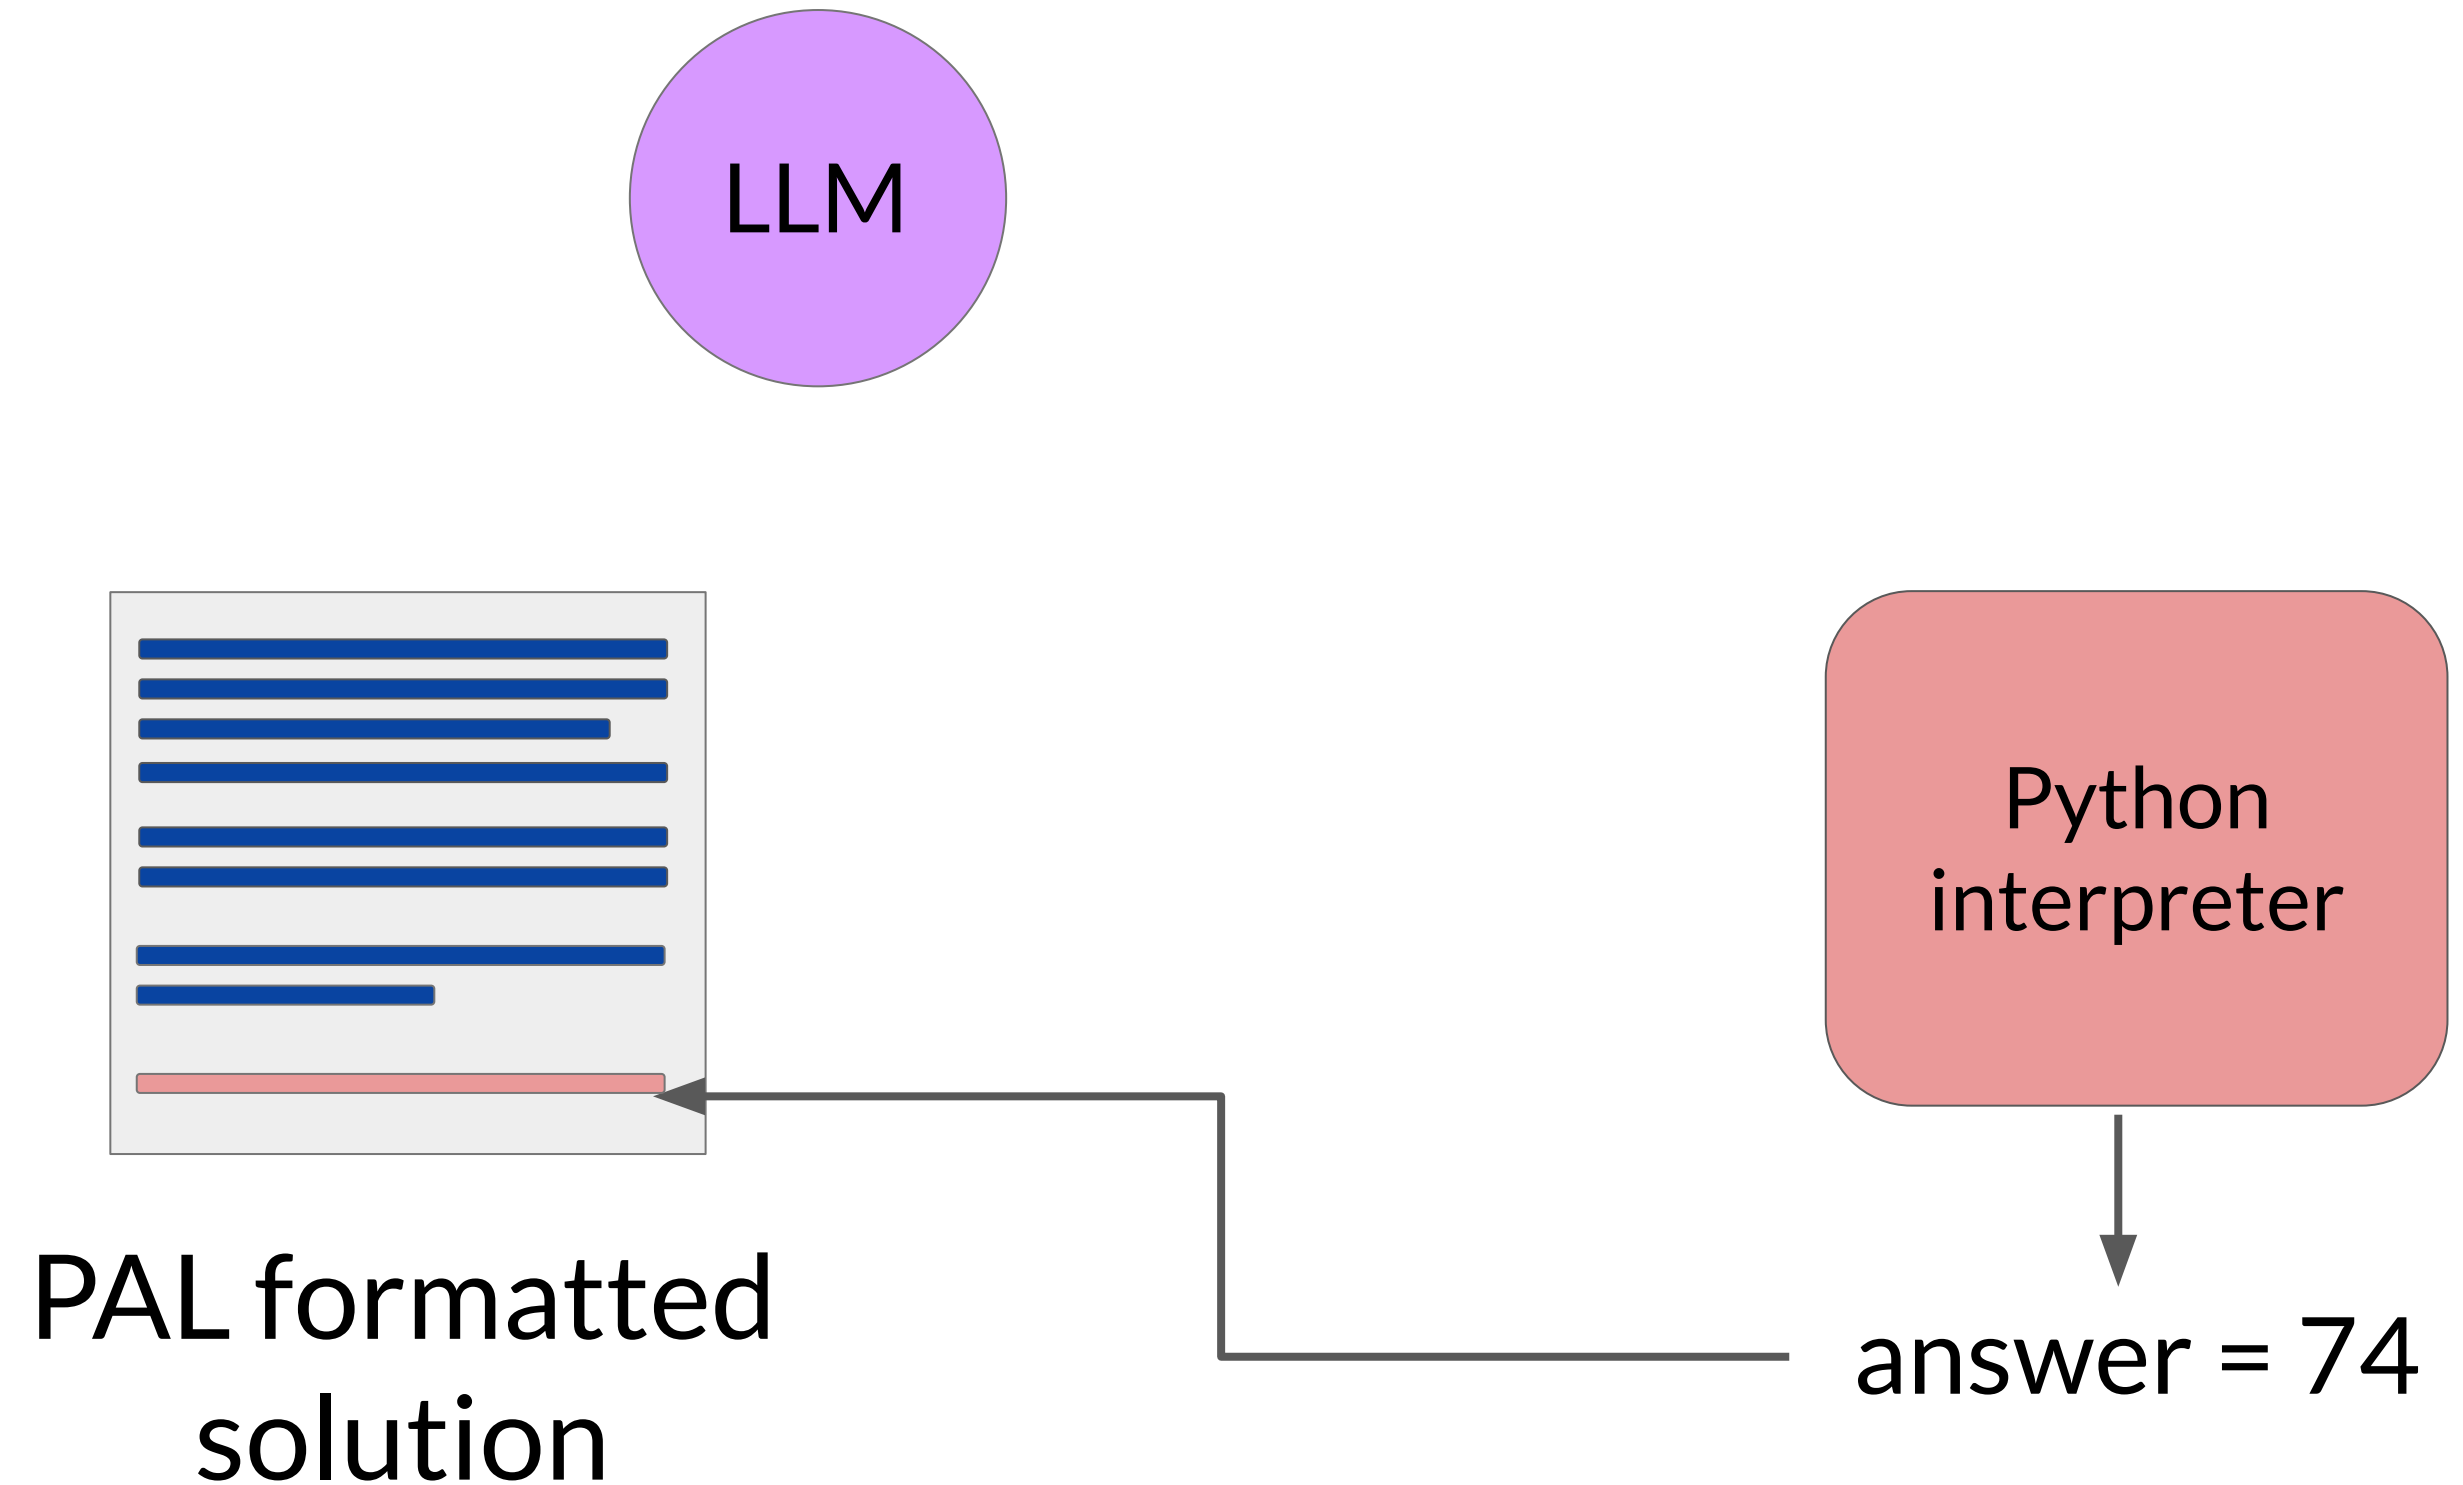 LLM
Python
interpreter
PAL formatted
solution
answer = 74